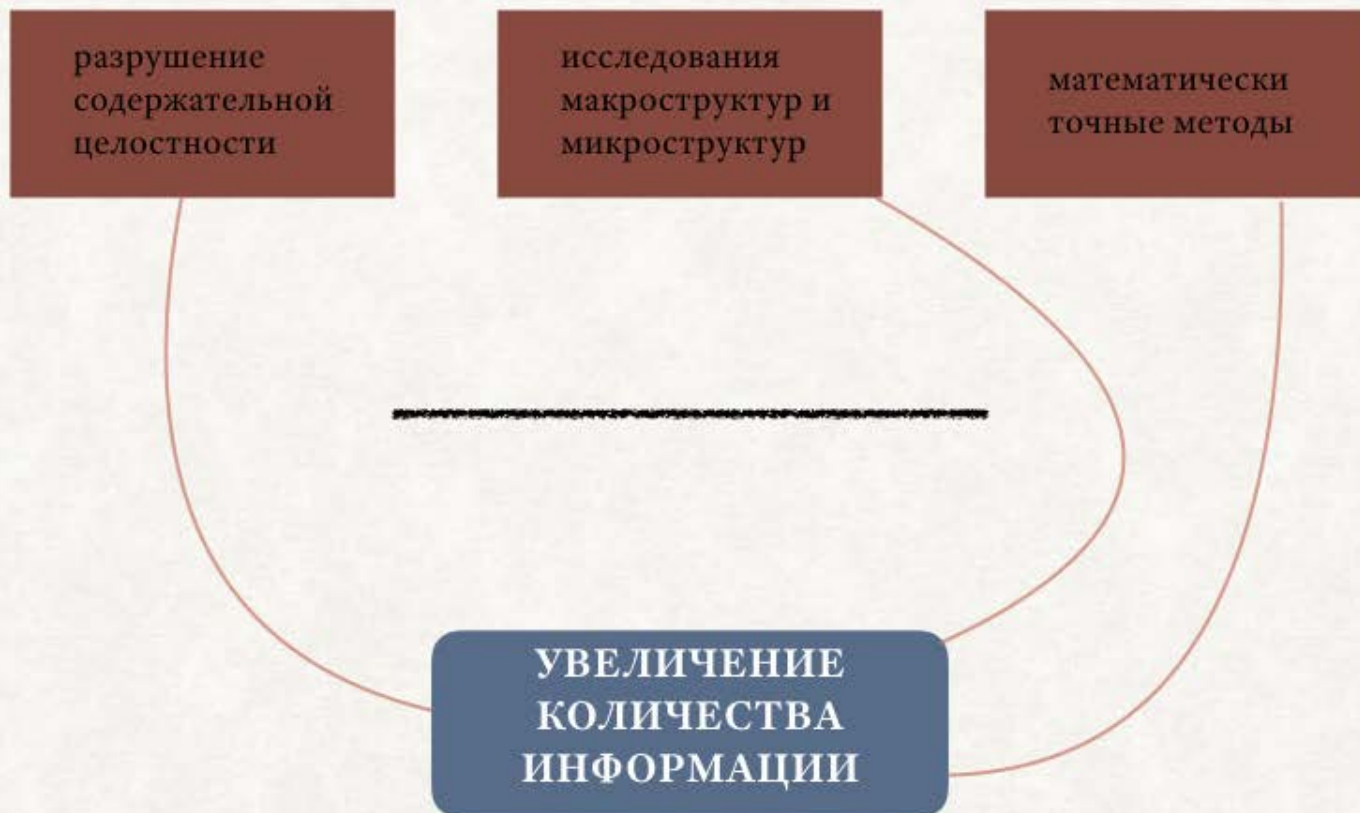 разрушение
содержательной
целостности
исследования
макроструктур и
микроструктур
математически
точные методы
УВЕЛИЧЕНИЕ
КОЛИЧЕСТВА
ИНФОРМАЦИИ